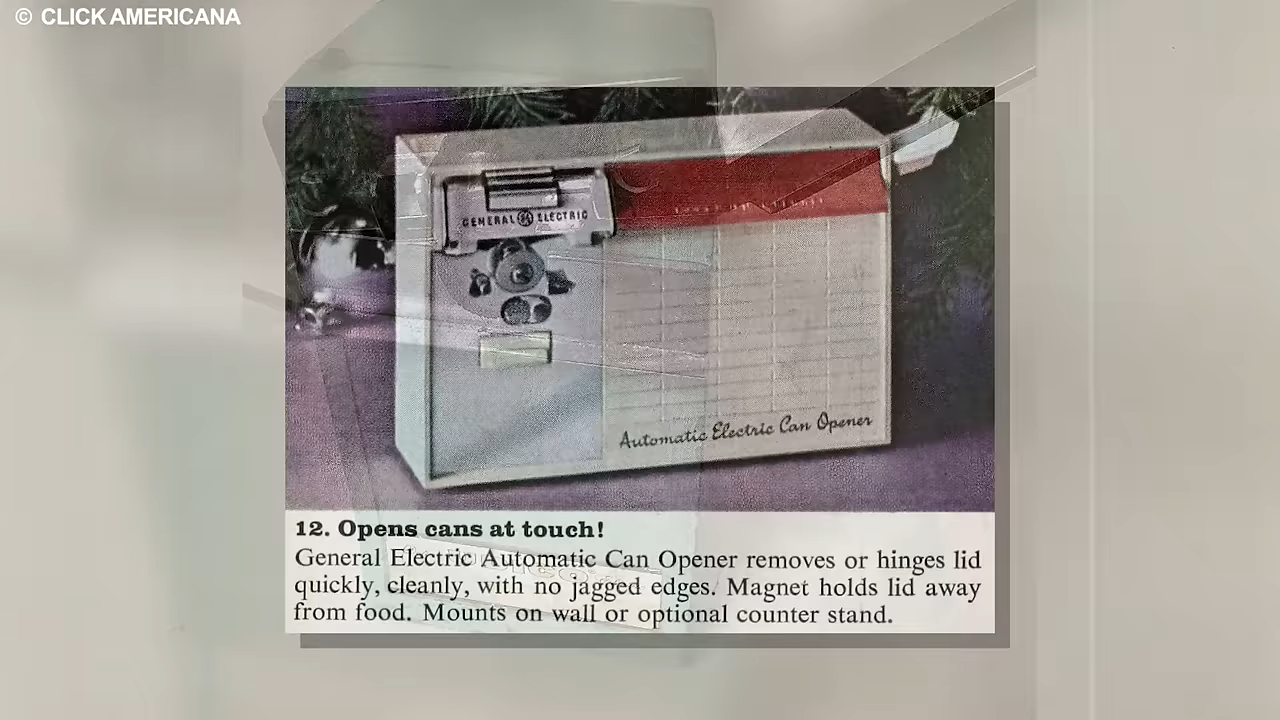 © CLICK AMERICANA
GENERAL GE ELECTRIC
Automatic Electric Can Opener
12. Opens cans at touch!
General Electric Automatic Can Opener removes or hinges lid
quickly, cleanly, with no jagged edges. Magnet holds lid away
from food. Mounts on wall or optional counter stand.